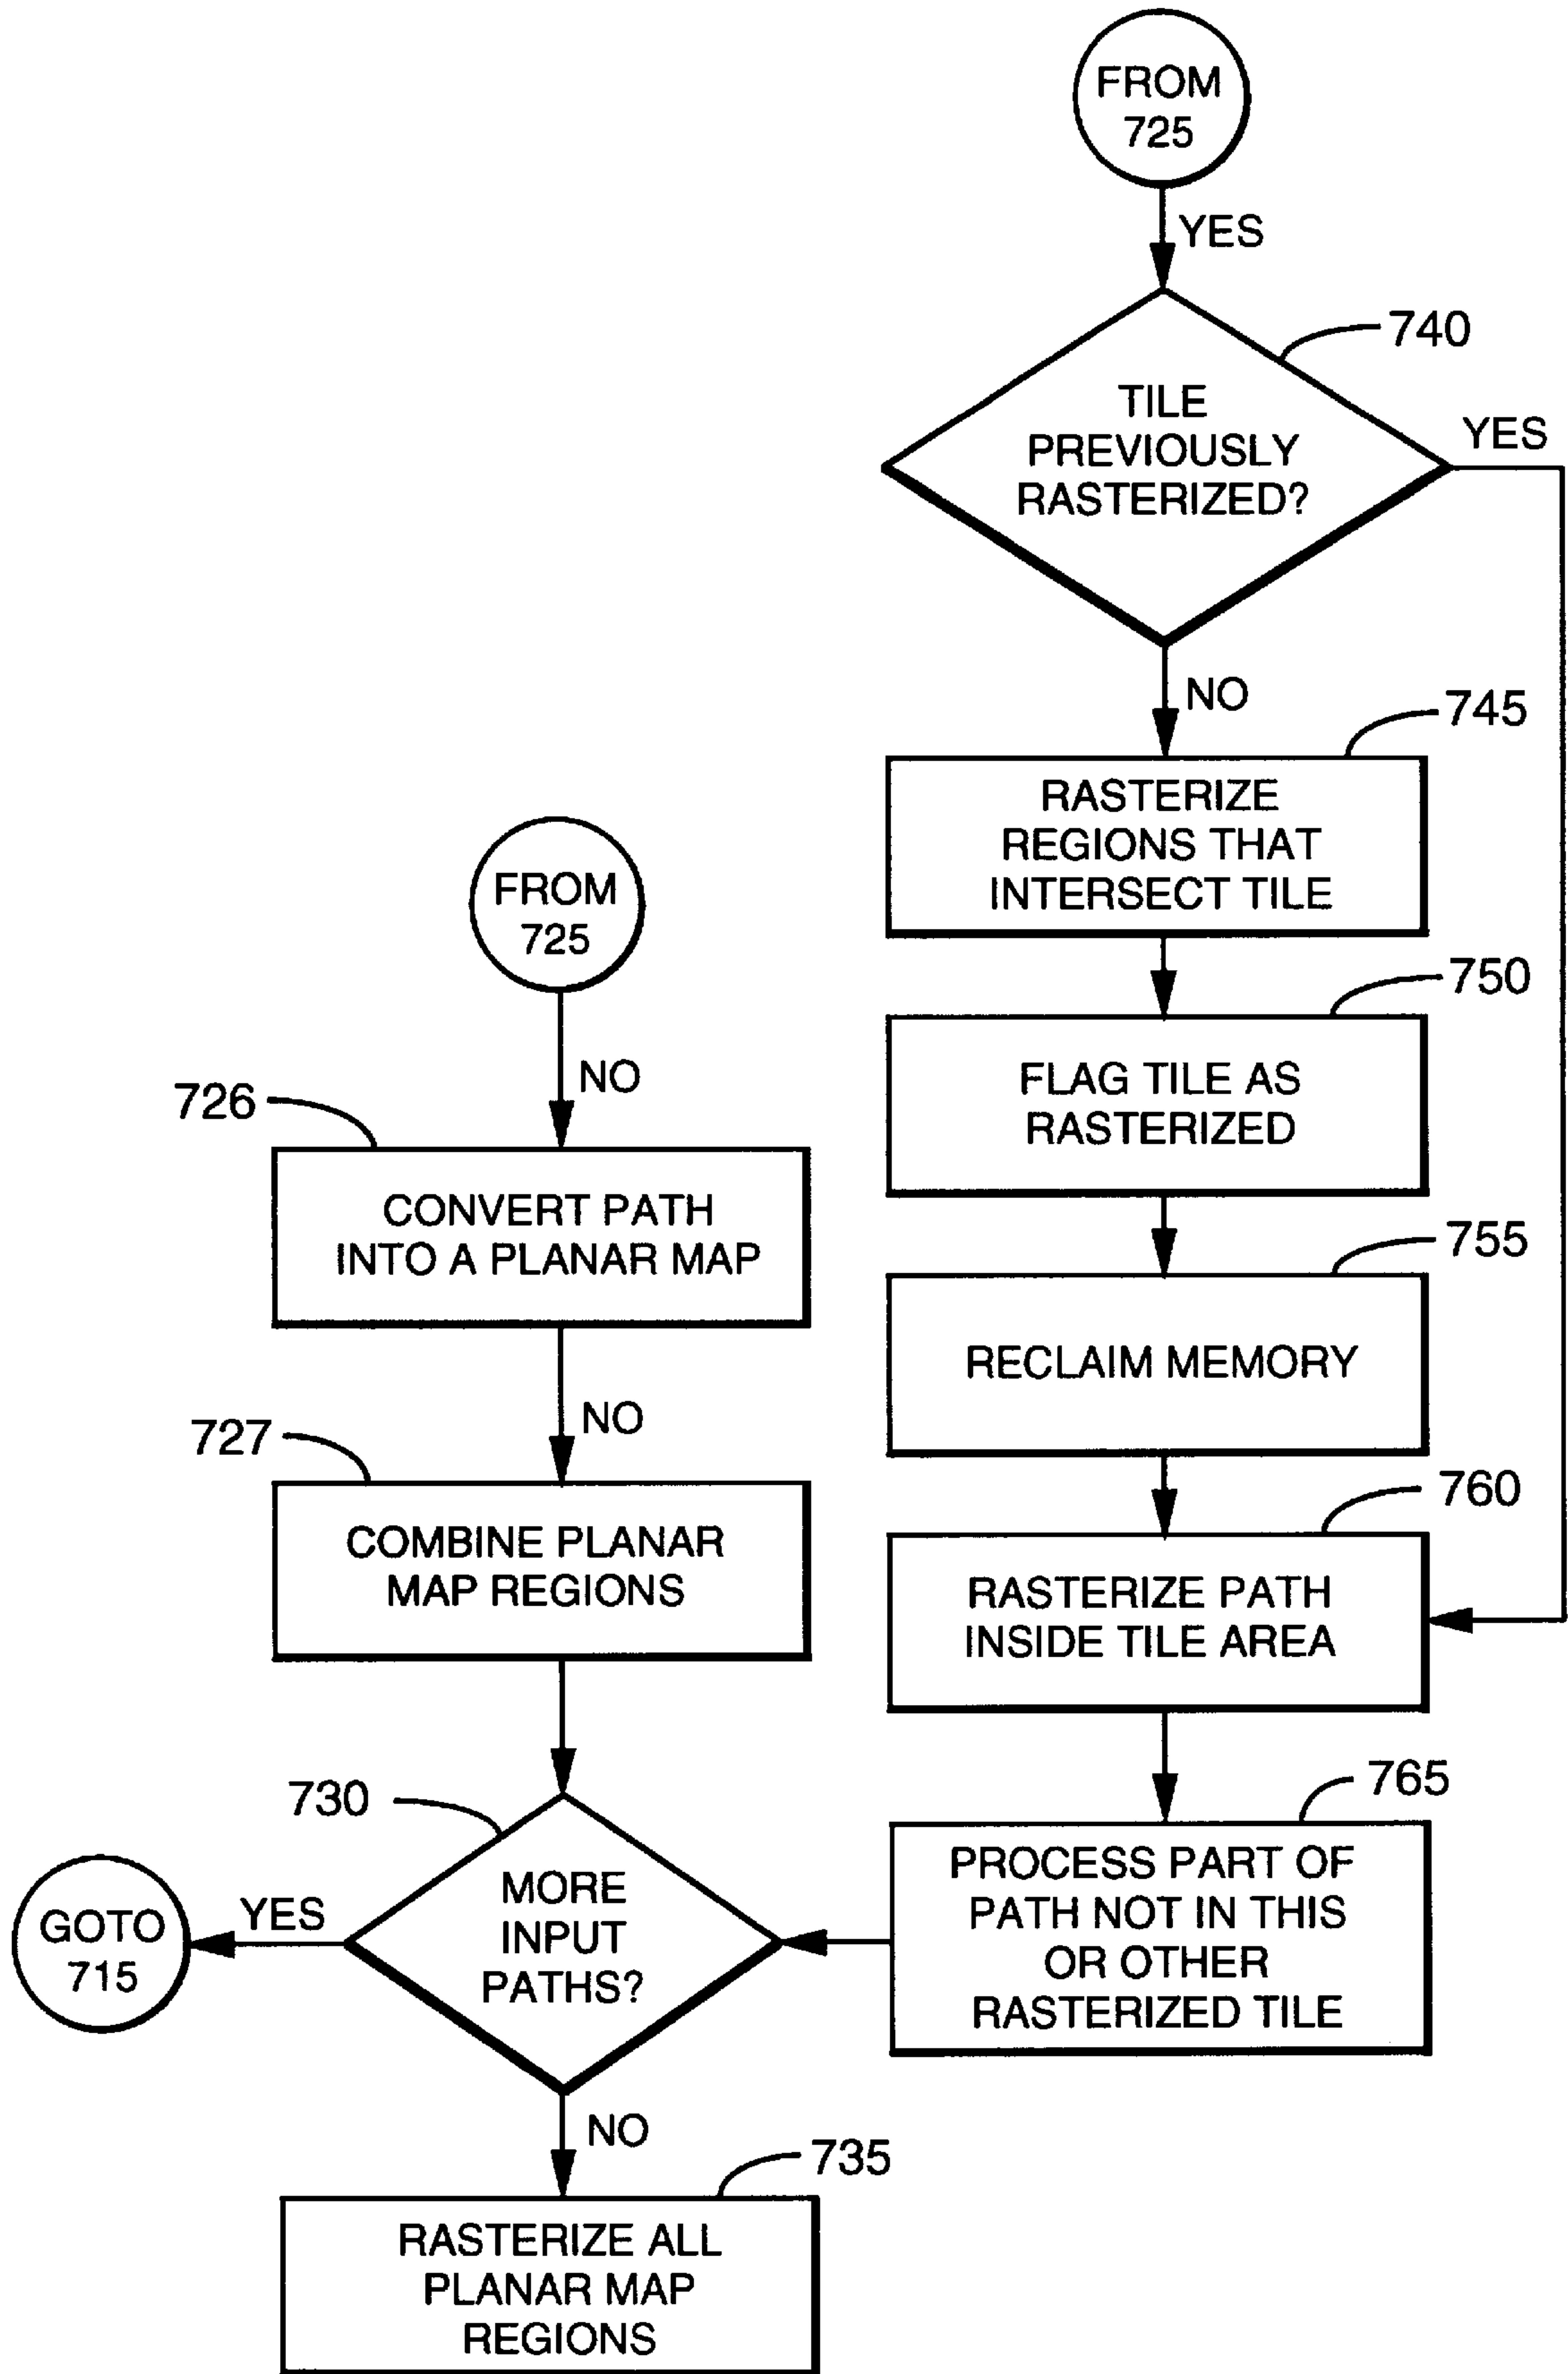 FROM
725
YES
740
TILE
PREVIOUSLY
RASTERIZED?
YES
NO
745
RASTERIZE
REGIONS THAT
INTERSECT TILE
750
FLAG TILE AS
RASTERIZED
755
RECLAIM MEMORY
760
RASTERIZE PATH
INSIDE TILE AREA
765
PROCESS PART OF
PATH NOT IN THIS
OR OTHER
RASTERIZED TILE
FROM
725
NO
726
CONVERT PATH
INTO A PLANAR MAP
NO
727
COMBINE PLANAR
MAP REGIONS
730
MORE
INPUT
PATHS?
YES
GOTO
715
NO
735
RASTERIZE ALL
PLANAR MAP
REGIONS